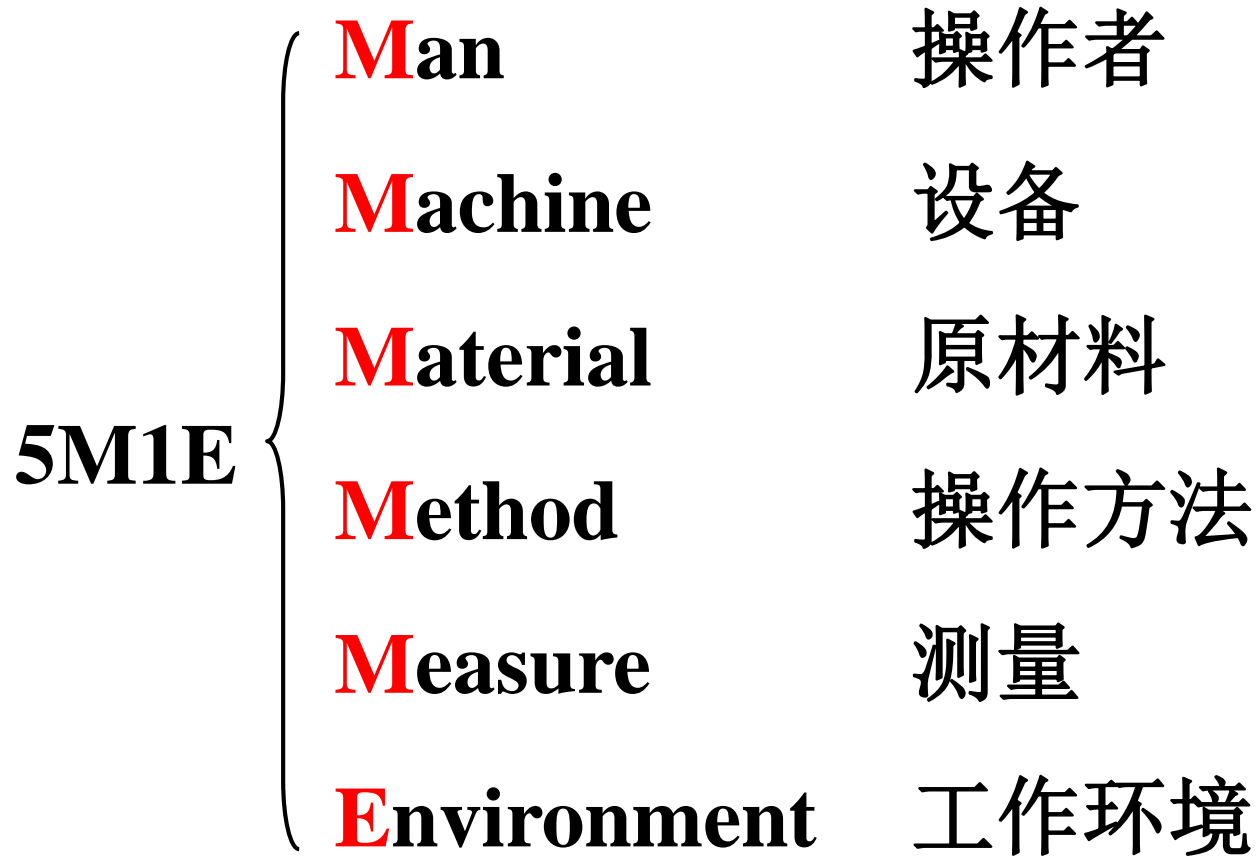 Man 操作者
Machine 设备
Material 原材料
5M1E
Method 操作方法
Measure 测量
Environment 工作环境